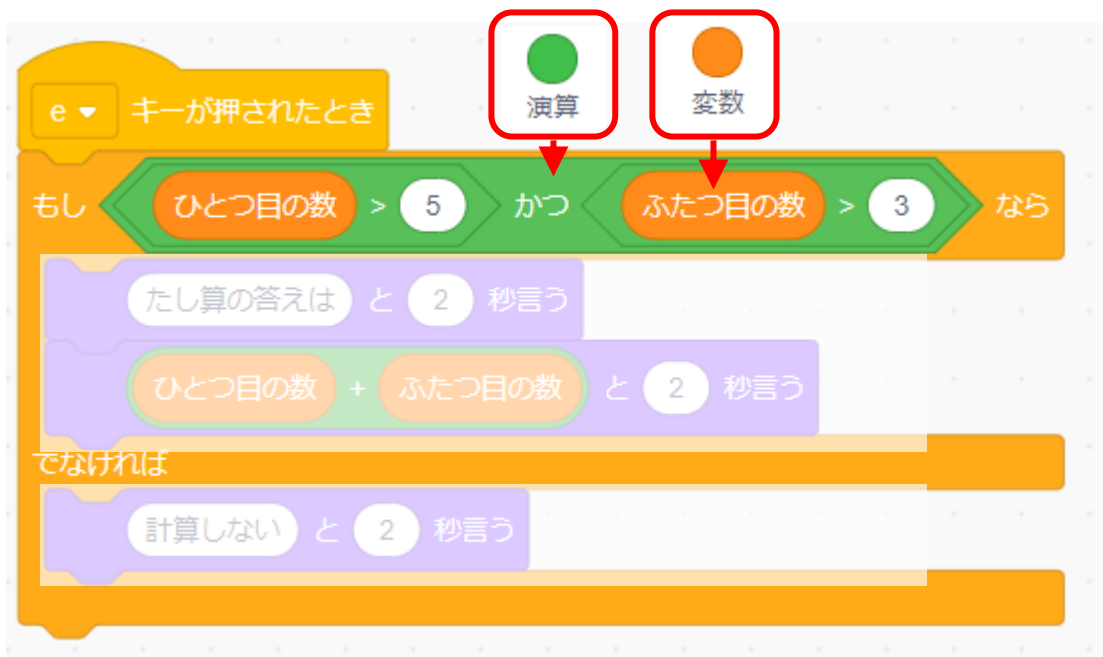 演算 変数
e キーが押されたとき
もし ひとつ目の数 > 5 かつ ふたつ目の数 > 3 なら
たし算の答えは と 2 秒言う
ひとつ目の数 + ふたつ目の数 と 2 秒言う
でなければ
計算しない と 2 秒言う